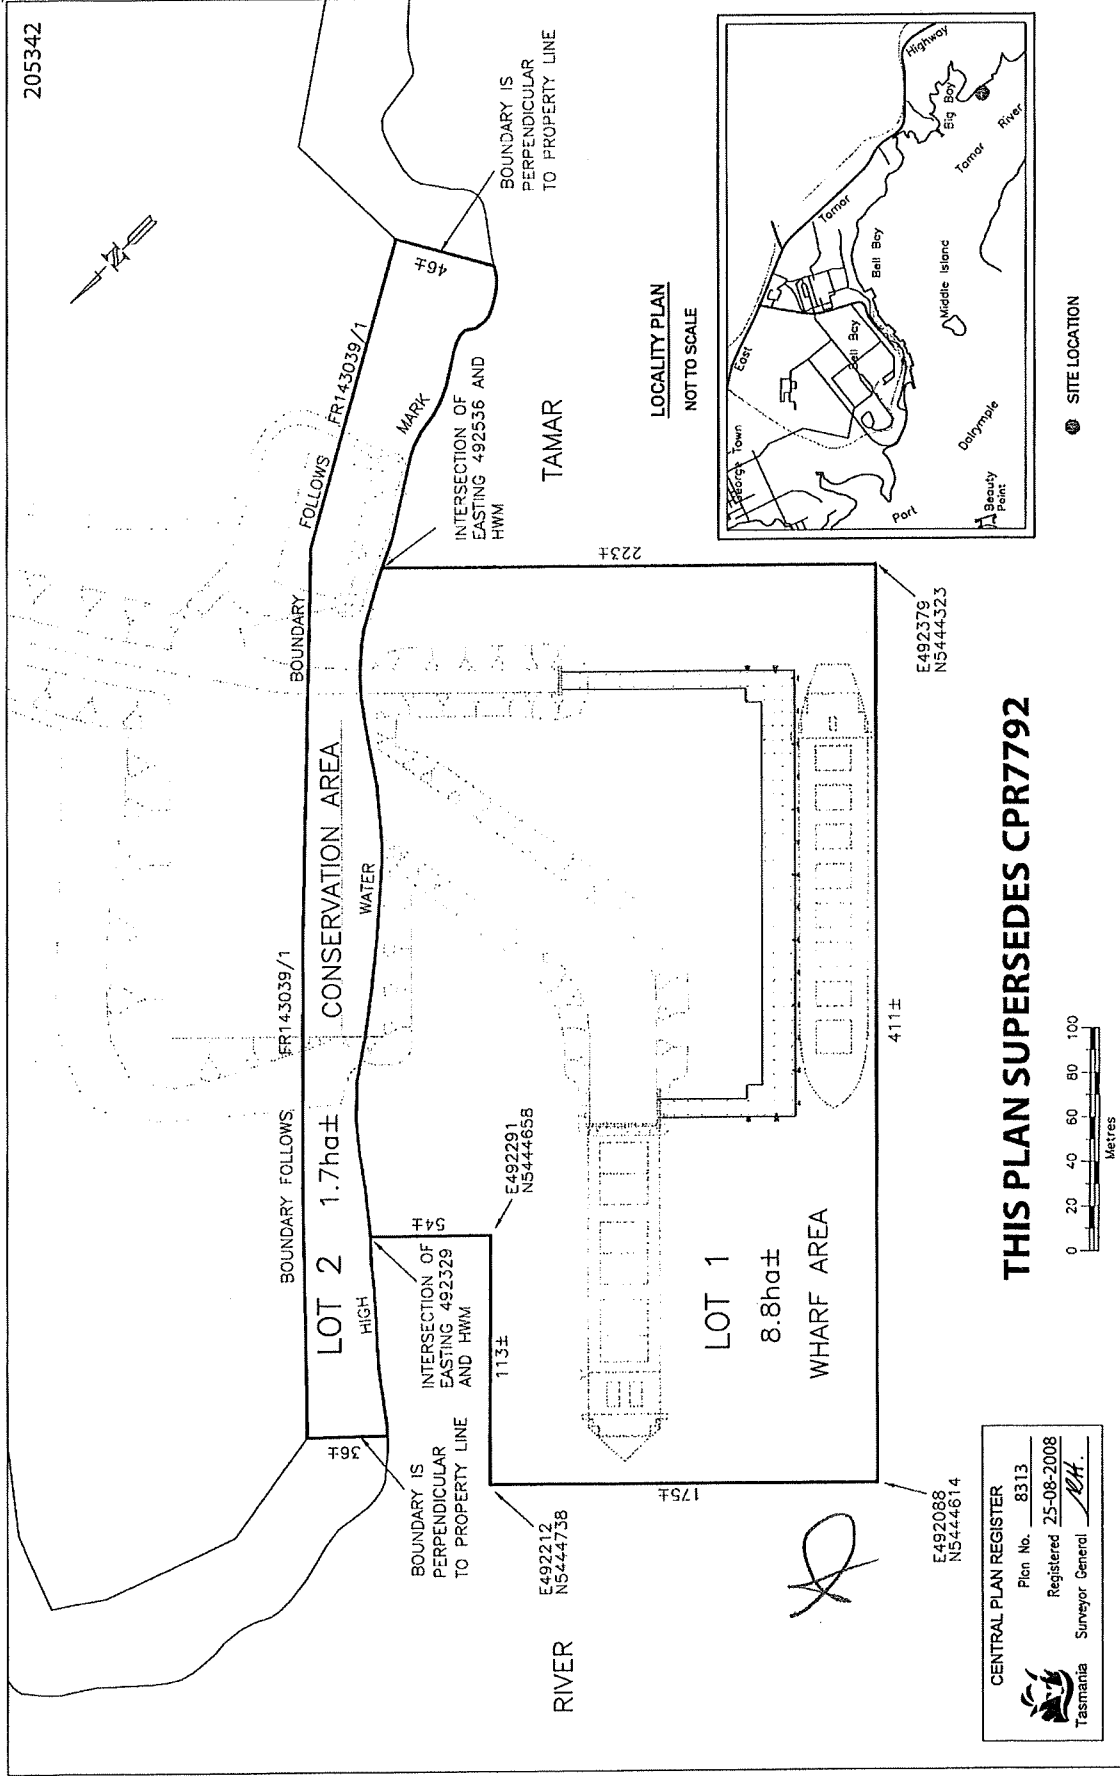 205342
BOUNDARY IS
PERPENDICULAR
TO PROPERTY LINE
46±
BOUNDARY FOLLOWS FR143039/1
BOUNDARY FOLLOWS FR143039/1
LOT 2 1.7ha± CONSERVATION AREA
HIGH WATER MARK
36±
BOUNDARY IS
PERPENDICULAR
TO PROPERTY LINE
INTERSECTION OF
EASTING 492329
AND HWM
54±
E492291
N5444658
113±
INTERSECTION OF
EASTING 492536 AND
HWM
RIVER TAMAR
E492212
N5444738
175±
223±
LOT 1
8.8ha±
WHARF AREA
411±
E492088
N5444614
E492379
N5444323
LOCALITY PLAN
NOT TO SCALE
George Town
East Tamar Highway
Bell Bay
Bell Bay
Big Bay
Middle Island
Tamar River
Port Dalrymple
Beauty
Point
SITE LOCATION
THIS PLAN SUPERSEDES CPR7792
0 20 40 60 80 100
Metres
CENTRAL PLAN REGISTER
Plan No. 8313
Registered 25-08-2008
Surveyor General
Tasmania